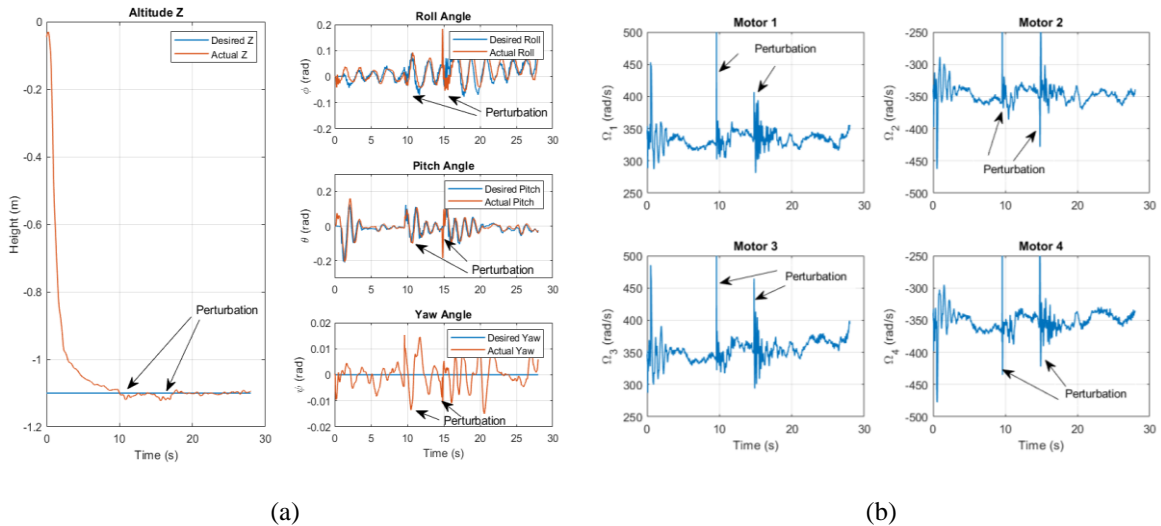 Altitude Z
Desired Z
Actual Z
Height (m)
0
-0.2
-0.4
-0.6
-0.8
-1
-1.2
Perturbation
0 10 20 30
Time (s)
Roll Angle
Desired Roll
Actual Roll
ϕ (rad)
0.2
0.1
0
-0.1
-0.2
Perturbation
0 5 10 15 20 25 30
Pitch Angle
Desired Pitch
Actual Pitch
θ (rad)
0.2
0
-0.2
Perturbation
0 5 10 15 20 25 30
Yaw Angle
Desired Yaw
Actual Yaw
ψ (rad)
0.02
0.01
0
-0.01
-0.02
Perturbation
0 5 10 15 20 25 30
Time (s)
(a)
Motor 1
Ω1 (rad/s)
500
450
400
350
300
250
Perturbation
0 10 20 30
Motor 2
Ω2 (rad/s)
-250
-300
-350
-400
-450
-500
Perturbation
0 10 20 30
Motor 3
Ω3 (rad/s)
500
450
400
350
300
250
Perturbation
0 10 20 30
Time (s)
Motor 4
Ω4 (rad/s)
-250
-300
-350
-400
-450
-500
Perturbation
0 10 20 30
Time (s)
(b)